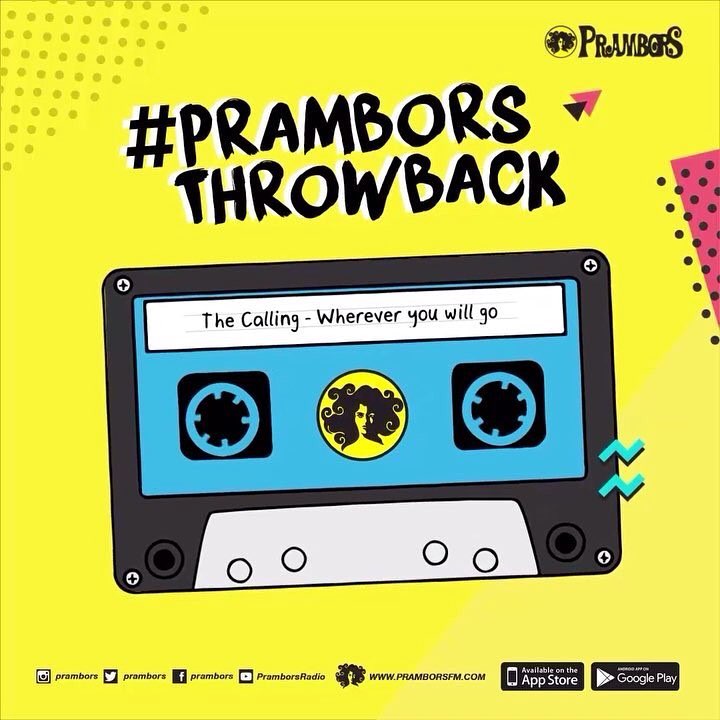 PRAMBORS
#PRAMBORS
THROWBACK
The Calling - Wherever you will go
prambors prambors prambors PramborsRadio WWW.PRAMBORSFM.COM
Available on the
App Store
ANDROID APP ON
Google Play